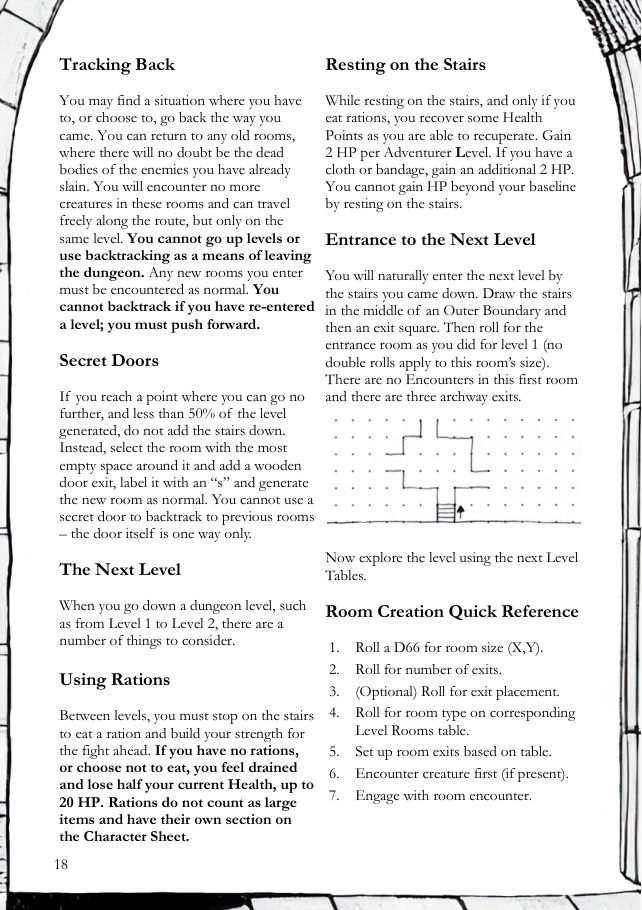 Tracking Back
You may find a situation where you have
to, or choose to, go back the way you
came. You can return to any old rooms,
where there will no doubt be the dead
bodies of the enemies you have already
slain. You will encounter no more
creatures in these rooms and can travel
freely along the route, but only on the
same level. You cannot go up levels or
use backtracking as a means of leaving
the dungeon. Any new rooms you enter
must be encountered as normal. You
cannot backtrack if you have re-entered
a level; you must push forward.
Secret Doors
If you reach a point where you can go no
further, and less than 50% of the level
generated, do not add the stairs down.
Instead, select the room with the most
empty space around it and add a wooden
door exit, label it with an “s” and generate
the new room as normal. You cannot use a
secret door to backtrack to previous rooms
– the door itself is one way only.
The Next Level
When you go down a dungeon level, such
as from Level 1 to Level 2, there are a
number of things to consider.
Using Rations
Between levels, you must stop on the stairs
to eat a ration and build your strength for
the fight ahead. If you have no rations,
or choose not to eat, you feel drained
and lose half your current Health, up to
20 HP. Rations do not count as large
items and have their own section on
the Character Sheet.
18
Resting on the Stairs
While resting on the stairs, and only if you
eat rations, you recover some Health
Points as you are able to recuperate. Gain
2 HP per Adventurer Level. If you have a
cloth or bandage, gain an additional 2 HP.
You cannot gain HP beyond your baseline
by resting on the stairs.
Entrance to the Next Level
You will naturally enter the next level by
the stairs you came down. Draw the stairs
in the middle of an Outer Boundary and
then an exit square. Then roll for the
entrance room as you did for level 1 (no
double rolls apply to this room’s size).
There are no Encounters in this first room
and there are three archway exits.
Now explore the level using the next Level
Tables.
Room Creation Quick Reference
1. Roll a D66 for room size (X,Y).
2. Roll for number of exits.
3. (Optional) Roll for exit placement.
4. Roll for room type on corresponding
Level Rooms table.
5. Set up room exits based on table.
6. Encounter creature first (if present).
7. Engage with room encounter.